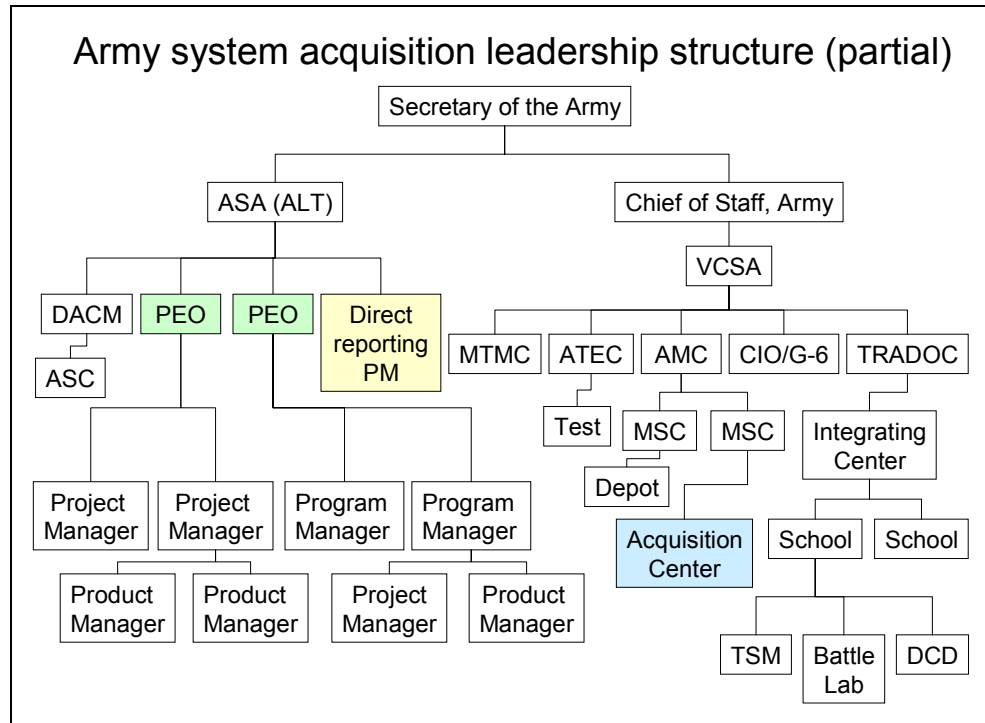 Army system acquisition leadership structure (partial)
Secretary of the Army
ASA (ALT)
Chief of Staff, Army
VCSA
DACM
PEO
PEO
Direct
reporting
PM
MTMC
ATEC
AMC
CIO/G-6
TRADOC
ASC
Test
MSC
MSC
Integrating
Center
Depot
Project
Manager
Project
Manager
Program
Manager
Program
Manager
Acquisition
Center
School
School
Product
Manager
Product
Manager
Project
Manager
Product
Manager
TSM
Battle
Lab
DCD